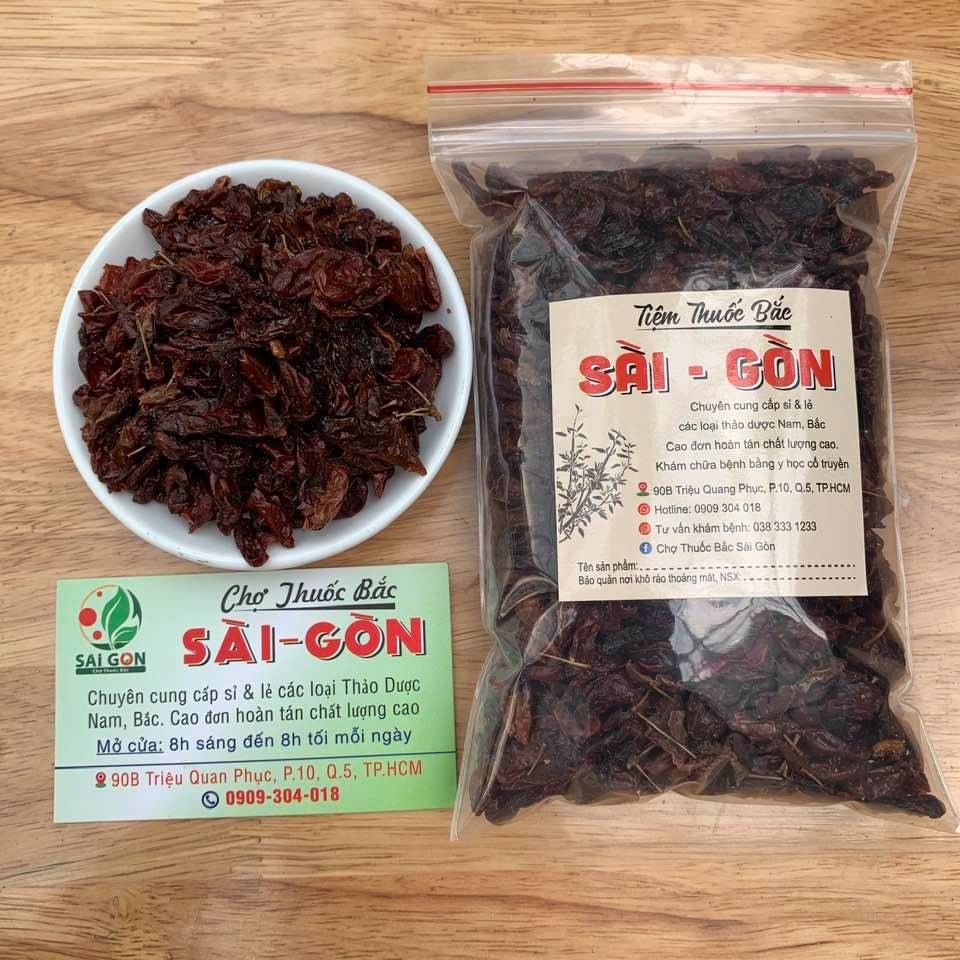 Tiệm Thuốc Bắc
SÀI - GÒN
Chuyên cung cấp sỉ & lẻ
các loại thảo dược Nam, Bắc
Cao đơn hoàn tán chất lượng cao.
Khám chữa bệnh bằng y học cổ truyền
90B Triệu Quang Phục, P.10, Q.5, TP.HCM
Hotline: 0909 304 018
Tư vấn khám bệnh: 038 333 1233
Chợ Thuốc Bắc Sài Gòn
Tên sản phẩm:
Bảo quản nơi khô ráo thoáng mát, NSX:
Chợ Thuốc Bắc
SÀI-GÒN
SAI GON
Chợ Thuốc Bắc
Chuyên cung cấp sỉ & lẻ các loại Thảo Dược
Nam, Bắc. Cao đơn hoàn tán chất lượng cao
Mở cửa: 8h sáng đến 8h tối mỗi ngày
90B Triệu Quan Phục, P.10, Q.5, TP.HCM
0909-304-018